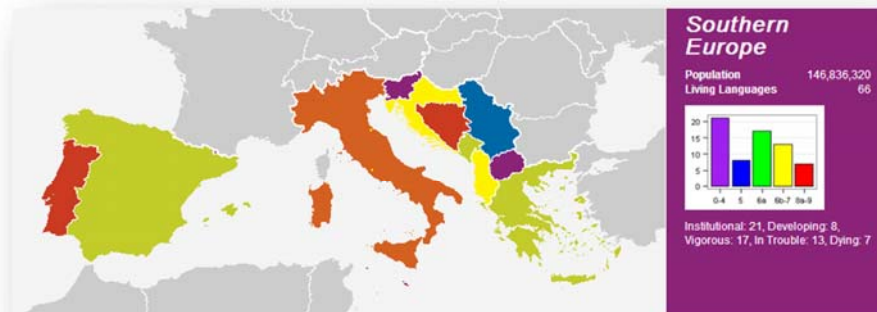 Southern
Europe
Population 146,836,320
Living Languages 66
20
15
10
5
0
0-4 5 6a 6b-7 8a-9
Institutional: 21, Developing: 8,
Vigorous: 17, In Trouble: 13, Dying: 7